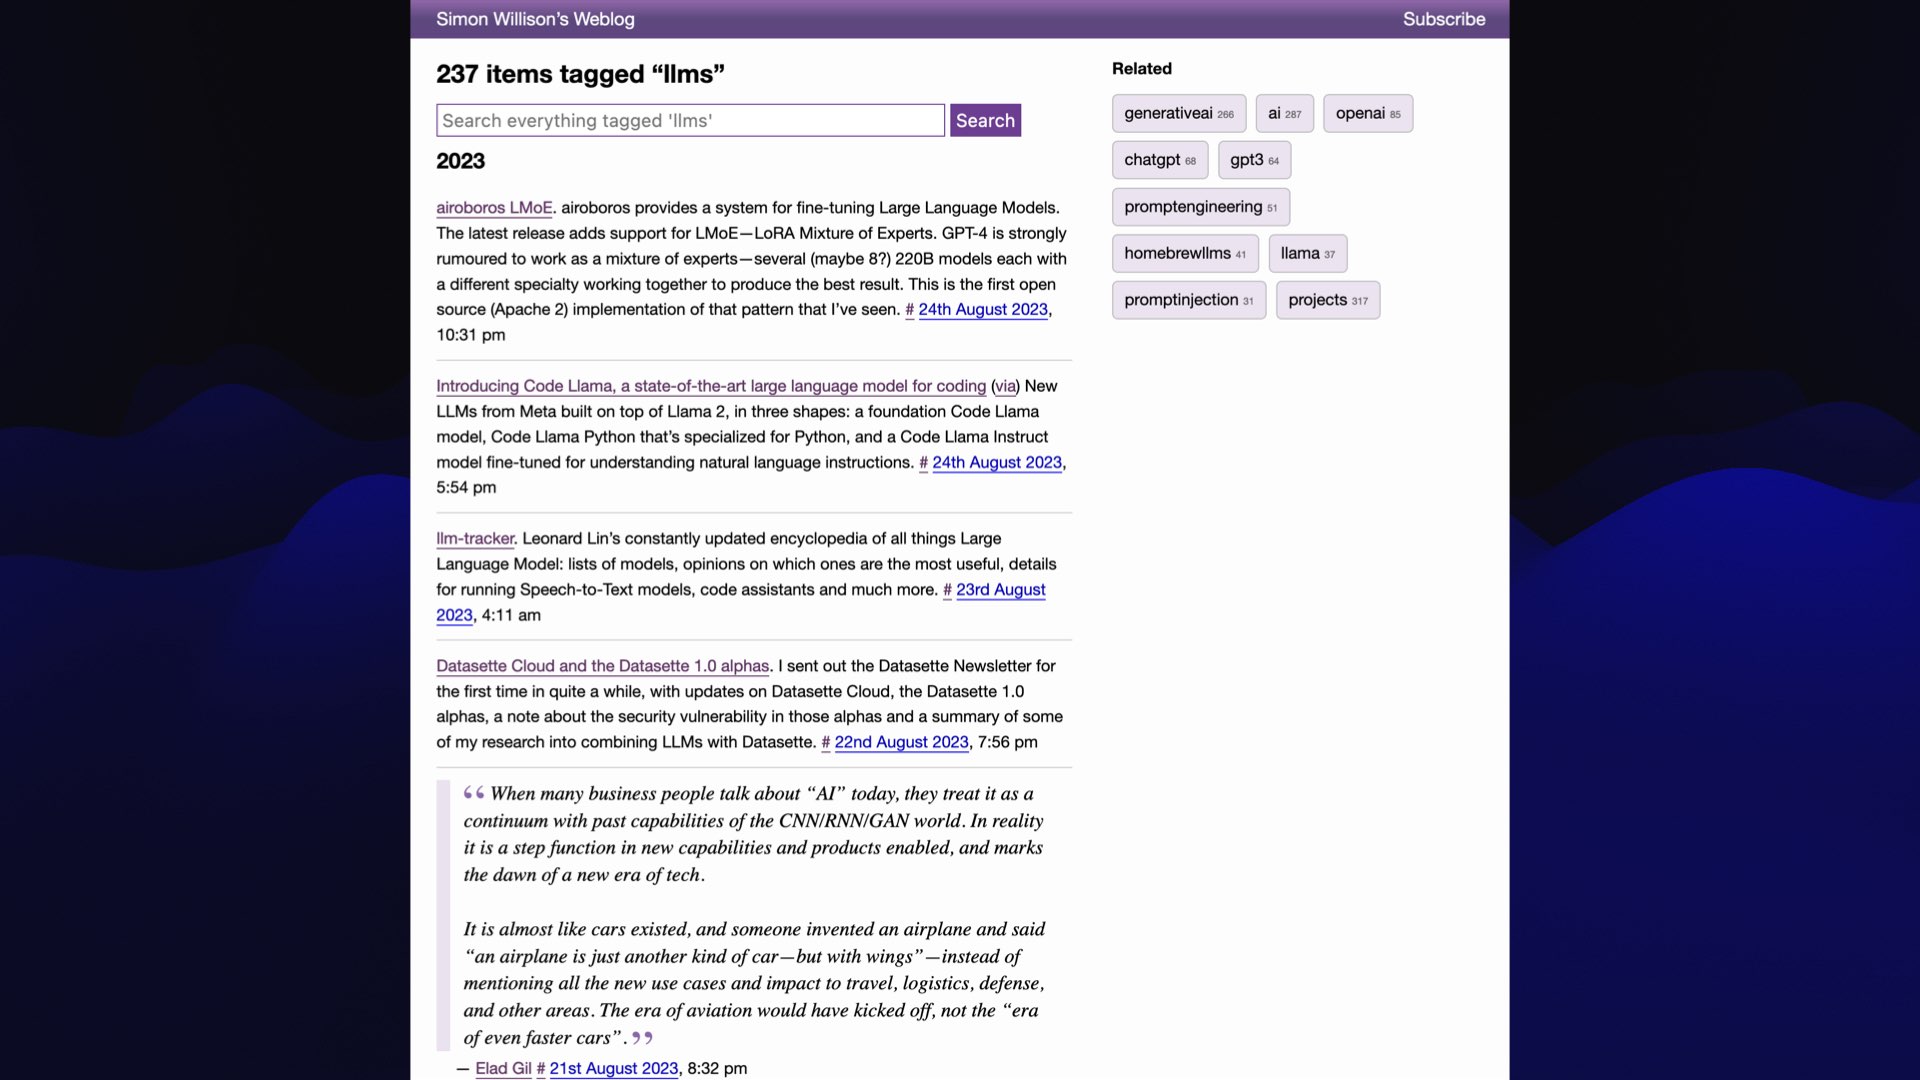 Simon Willison’s Weblog
Subscribe
237 items tagged “llms”
Search everything tagged 'llms'
Search
2023
airoboros LMoE. airoboros provides a system for fine-tuning Large Language Models.
The latest release adds support for LMoE—LoRA Mixture of Experts. GPT-4 is strongly
rumoured to work as a mixture of experts—several (maybe 8?) 220B models each with
a different specialty working together to produce the best result. This is the first open
source (Apache 2) implementation of that pattern that I’ve seen. # 24th August 2023,
10:31 pm
Introducing Code Llama, a state-of-the-art large language model for coding (via) New
LLMs from Meta built on top of Llama 2, in three shapes: a foundation Code Llama
model, Code Llama Python that’s specialized for Python, and a Code Llama Instruct
model fine-tuned for understanding natural language instructions. # 24th August 2023,
5:54 pm
llm-tracker. Leonard Lin’s constantly updated encyclopedia of all things Large
Language Model: lists of models, opinions on which ones are the most useful, details
for running Speech-to-Text models, code assistants and much more. # 23rd August
2023, 4:11 am
Datasette Cloud and the Datasette 1.0 alphas. I sent out the Datasette Newsletter for
the first time in quite a while, with updates on Datasette Cloud, the Datasette 1.0
alphas, a note about the security vulnerability in those alphas and a summary of some
of my research into combining LLMs with Datasette. # 22nd August 2023, 7:56 pm
“ When many business people talk about “AI” today, they treat it as a
continuum with past capabilities of the CNN/RNN/GAN world. In reality
it is a step function in new capabilities and products enabled, and marks
the dawn of a new era of tech.
It is almost like cars existed, and someone invented an airplane and said
“an airplane is just another kind of car—but with wings”—instead of
mentioning all the new use cases and impact to travel, logistics, defense,
and other areas. The era of aviation would have kicked off, not the “era
of even faster cars”. ”
— Elad Gil # 21st August 2023, 8:32 pm
Related
generativeai 266 ai 287 openai 85
chatgpt 68 gpt3 64
promptengineering 51
homebrewllms 41 llama 37
promptinjection 31 projects 317